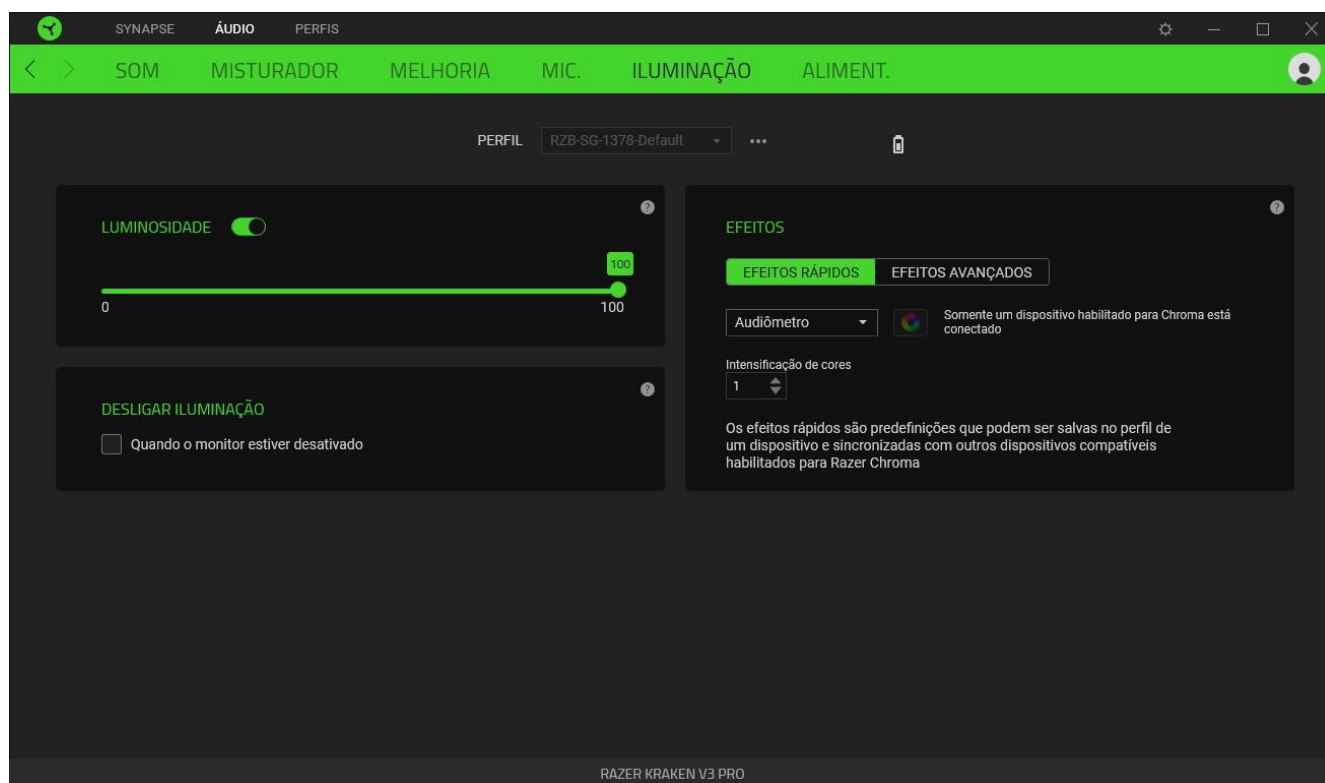 SYNAPSE ÁUDIO PERFIS
SOM MISTURADOR MELHORIA MIC. ILUMINAÇÃO ALIMENT.
PERFIL RZB-SG-1378-Default
LUMINOSIDADE
100
0 100
DESLIGAR ILUMINAÇÃO
Quando o monitor estiver desativado
EFEITOS
EFEITOS RÁPIDOS EFEITOS AVANÇADOS
Audiômetro
Somente um dispositivo habilitado para Chroma está
conectado
Intensificação de cores
1
Os efeitos rápidos são predefinições que podem ser salvas no perfil de
um dispositivo e sincronizadas com outros dispositivos compatíveis
habilitados para Razer Chroma
RAZER KRAKEN V3 PRO